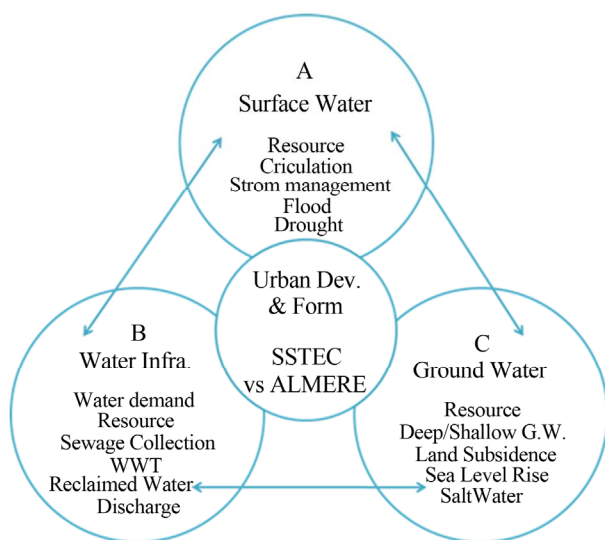 A
Surface Water
Resource
Criculation
Strom management
Flood
Drought
Urban Dev.
& Form
SSTEC
vs ALMERE
B
Water Infra.
Water demand
Resource
Sewage Collection
WWT
Reclaimed Water
Discharge
C
Ground Water
Resource
Deep/Shallow G.W.
Land Subsidence
Sea Level Rise
SaltWater